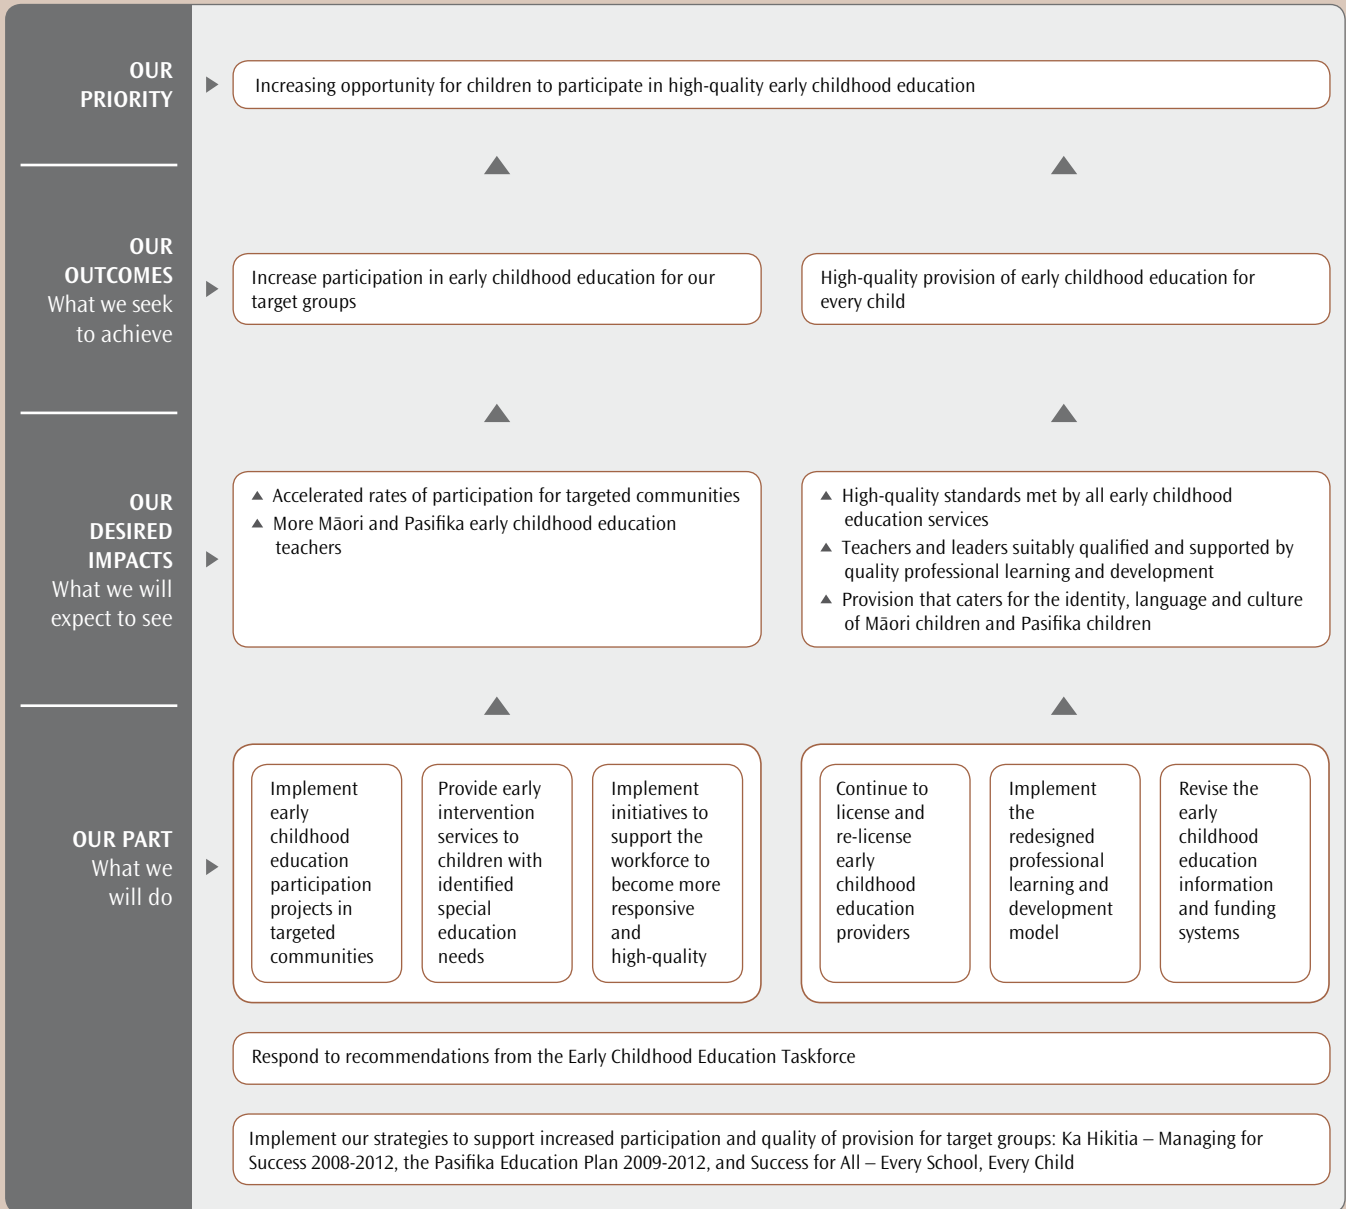 OUR
PRIORITY
Increasing opportunity for children to participate in high-quality early childhood education
OUR
OUTCOMES
What we seek
to achieve
Increase participation in early childhood education for our
target groups
High-quality provision of early childhood education for
every child
OUR
DESIRED
IMPACTS
What we will
expect to see
Accelerated rates of participation for targeted communities
More Māori and Pasifika early childhood education
teachers
High-quality standards met by all early childhood
education services
Teachers and leaders suitably qualified and supported by
quality professional learning and development
Provision that caters for the identity, language and culture
of Māori children and Pasifika children
OUR PART
What we
will do
Implement
early
childhood
education
participation
projects in
targeted
communities
Provide early
intervention
services to
children with
identified
special
education
needs
Implement
initiatives to
support the
workforce to
become more
responsive
and
high-quality
Continue to
license and
re-license
early
childhood
education
providers
Implement
the
redesigned
professional
learning and
development
model
Revise the
early
childhood
education
information
and funding
systems
Respond to recommendations from the Early Childhood Education Taskforce
Implement our strategies to support increased participation and quality of provision for target groups: Ka Hikitia – Managing for
Success 2008-2012, the Pasifika Education Plan 2009-2012, and Success for All – Every School, Every Child